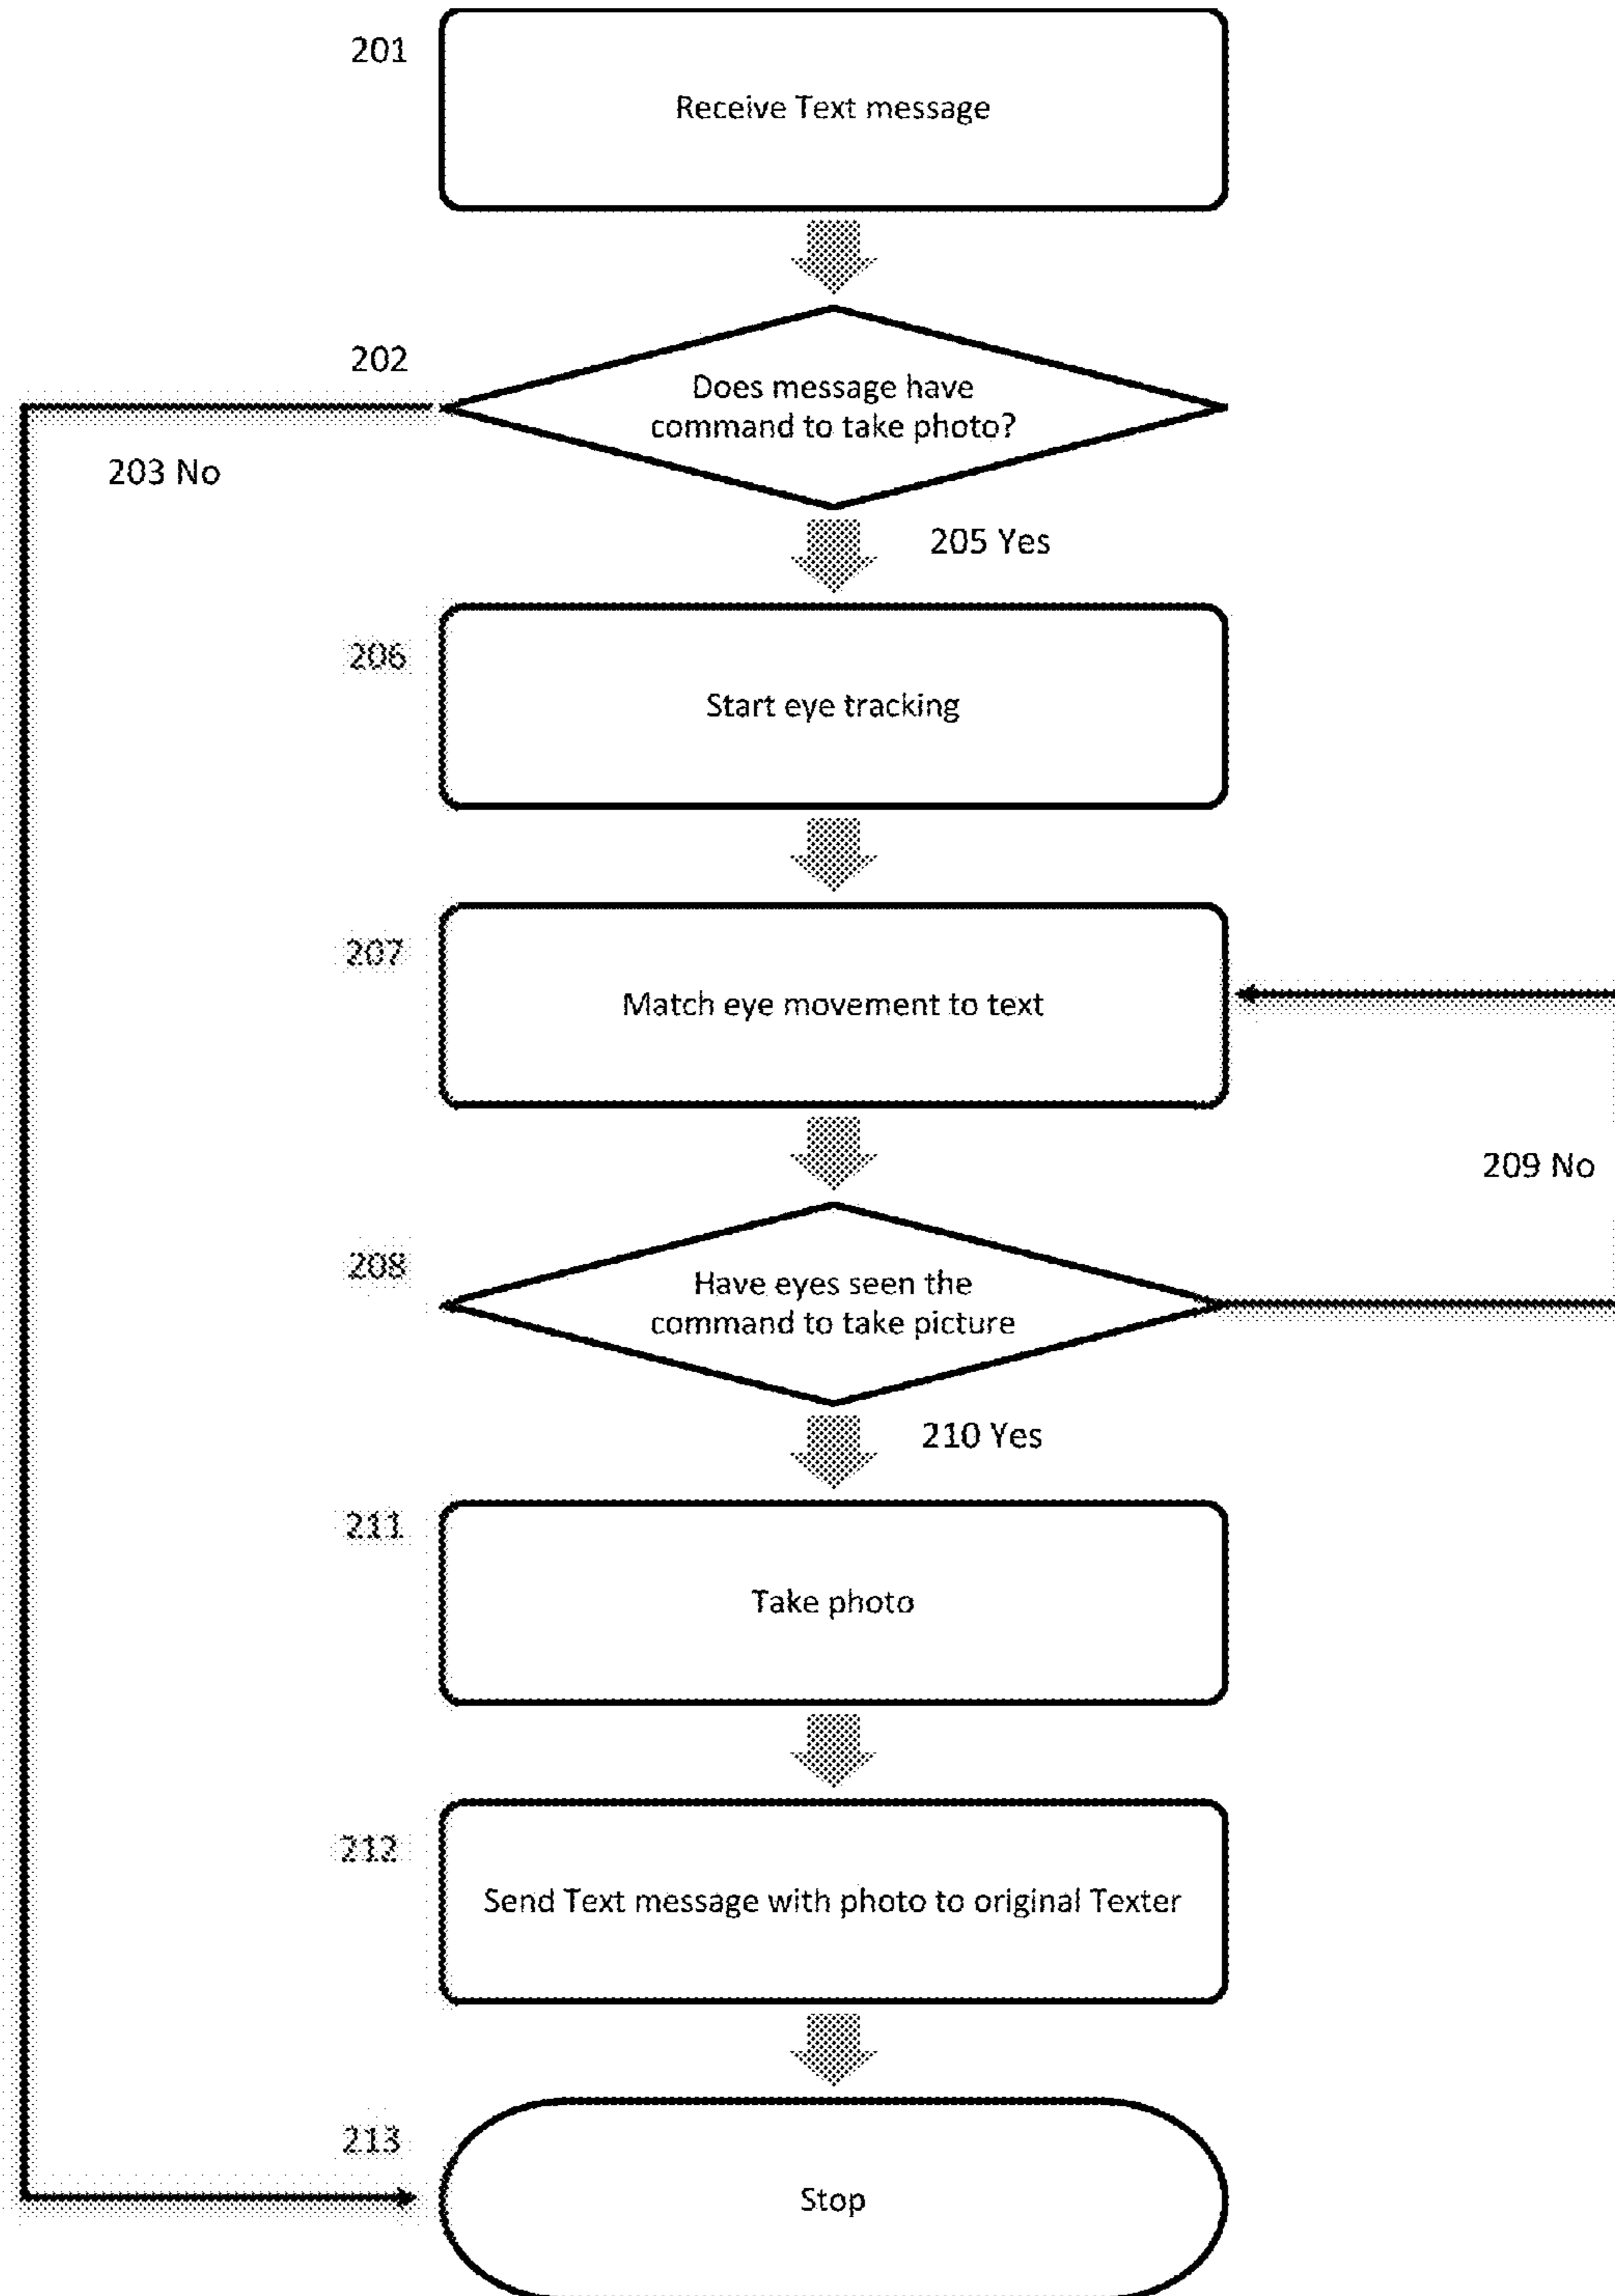 201
Receive Text message
202
Does message have
command to take photo?
203 No
205 Yes
206
Start eye tracking
207
Match eye movement to text
209 No
208
Have eyes seen the
command to take picture
210 Yes
211
Take photo
212
Send Text message with photo to original Texter
213
Stop